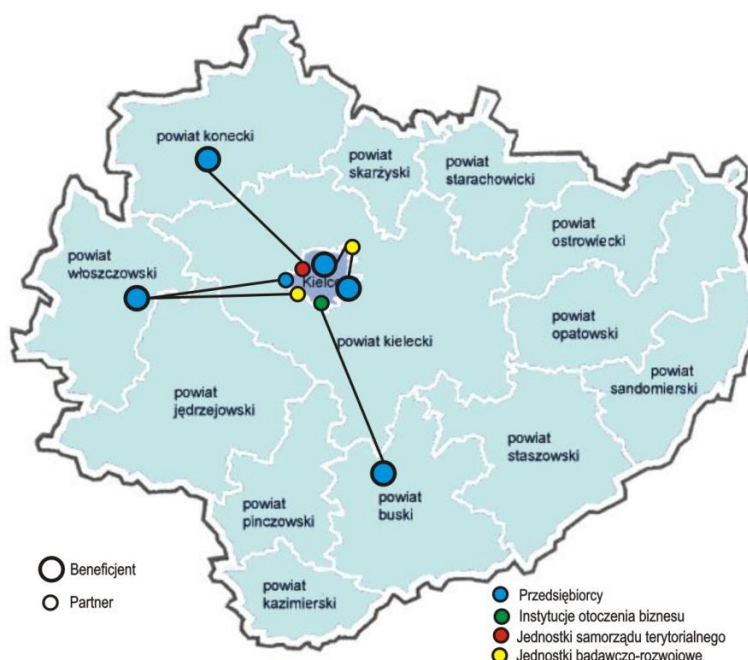 powiat konecki
powiat
skarżyski
powiat
starachowicki
powiat
ostrowiecki
powiat
włoszczowski
Kielce
powiat kielecki
powiat
opatowski
powiat
sandomierski
powiat
jędrzejowski
powiat
staszowski
powiat
pinczowski
powiat
buski
powiat
kazimierski
Beneficjent
Partner
Przedsiębiorcy
Instytucje otoczenia biznesu
Jednostki samorządu terytorialnego
Jednostki badawczo-rozwojowe